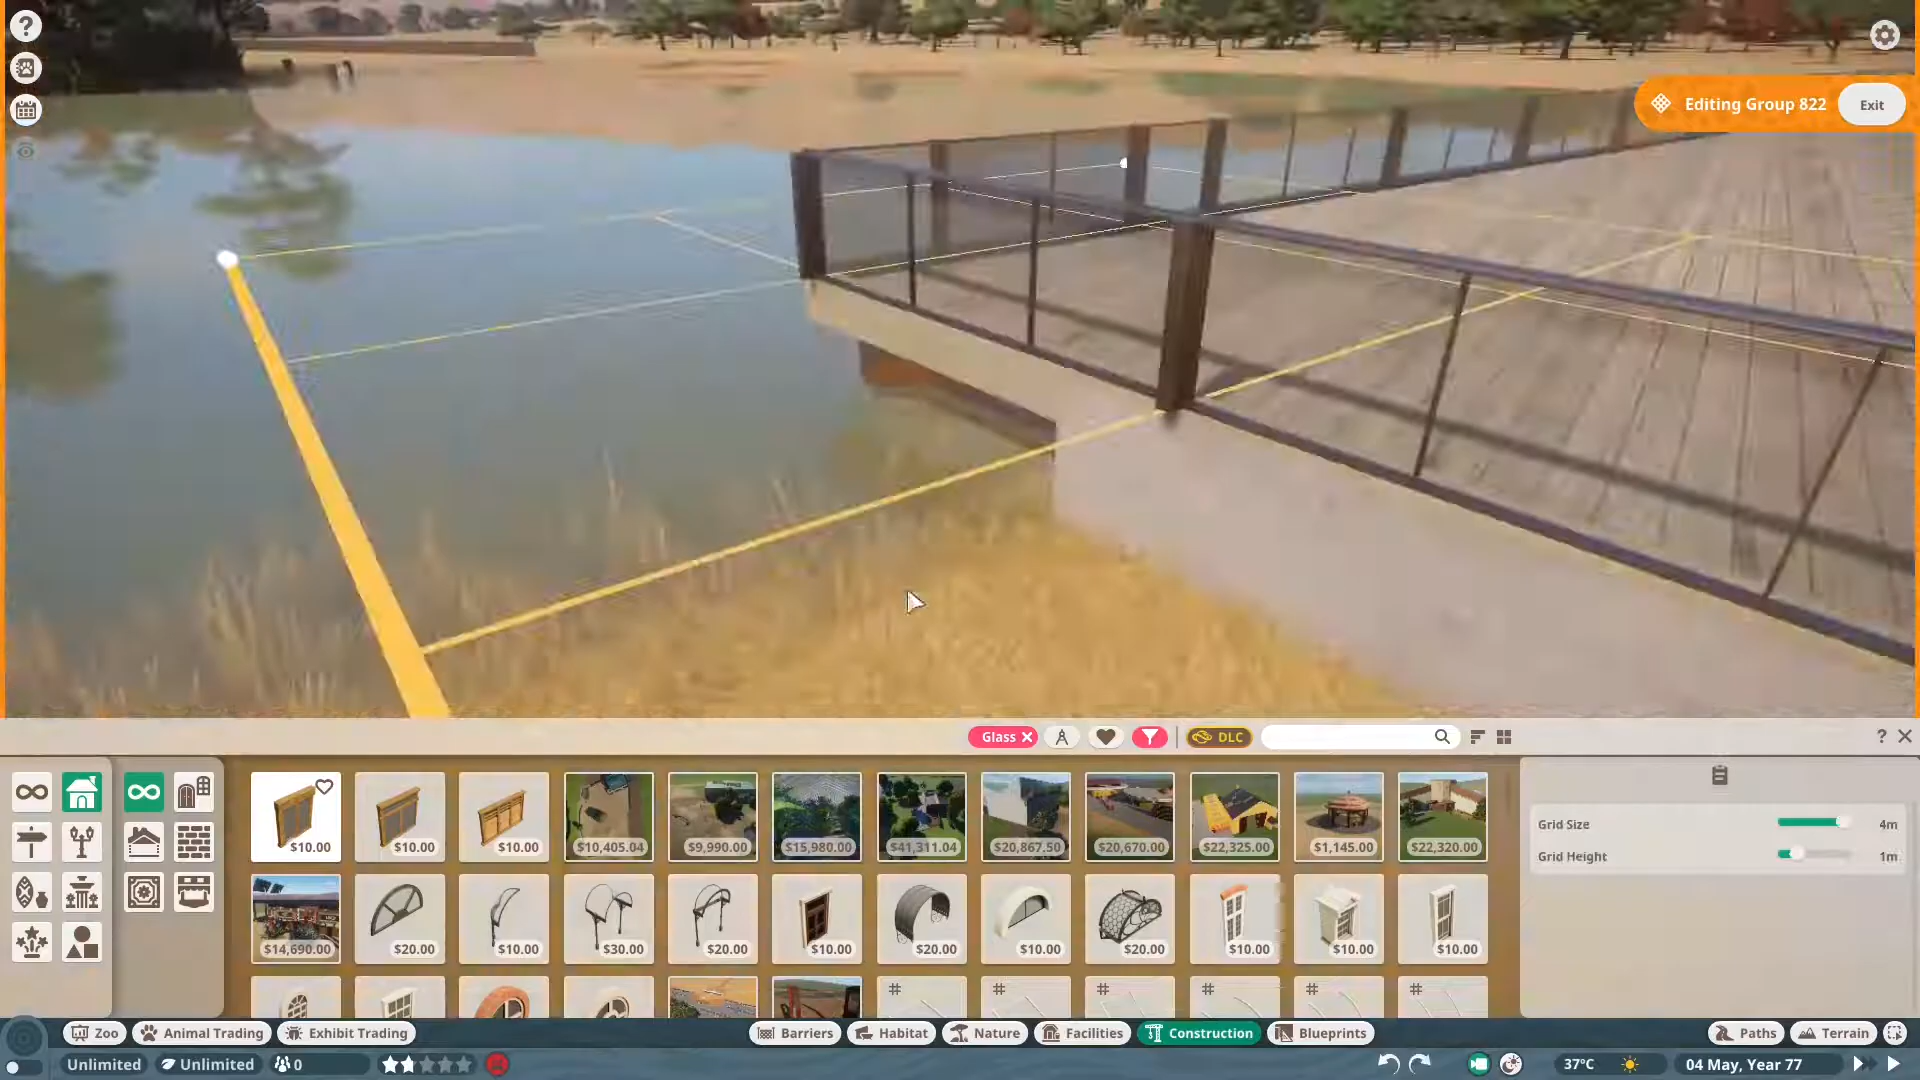 ?
Editing Group 822 Exit
Glass × DLC
? ×
$10.00 $10.00 $10.00 $10,405.04 $9,990.00 $15,980.00 $41,311.04 $20,867.50 $20,670.00 $22,325.00 $1,145.00 $22,320.00
Grid Size 4m
Grid Height 1m
$14,690.00 $20.00 $10.00 $30.00 $20.00 $10.00 $20.00 $10.00 $20.00 $10.00 $10.00 $10.00
# # # # # #
Zoo Animal Trading Exhibit Trading Barriers Habitat Nature Facilities Construction Blueprints Paths Terrain
Unlimited Unlimited 0 37°C 04 May, Year 77